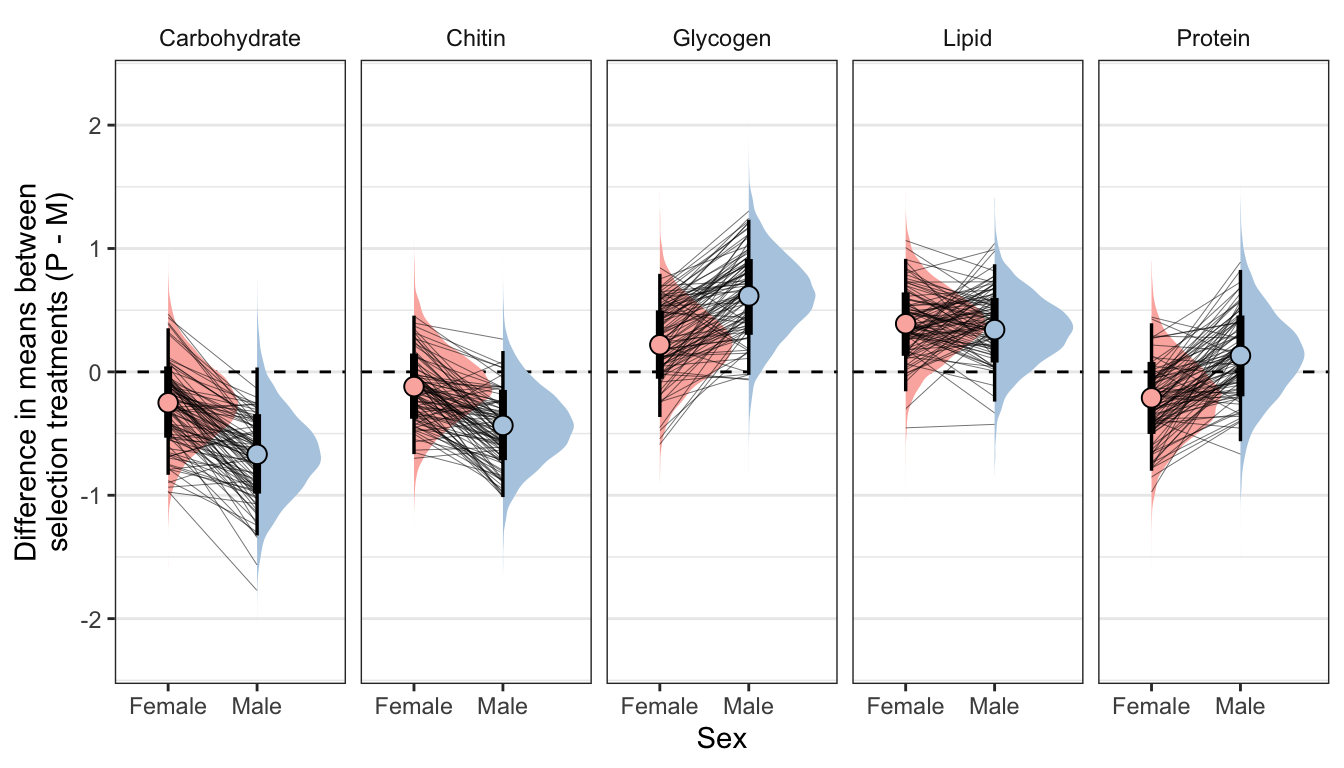 Carbohydrate Chitin Glycogen Lipid Protein
Difference in means between
selection treatments (P - M)
2
1
0
-1
-2
Female Male Female Male Female Male Female Male Female Male
Sex